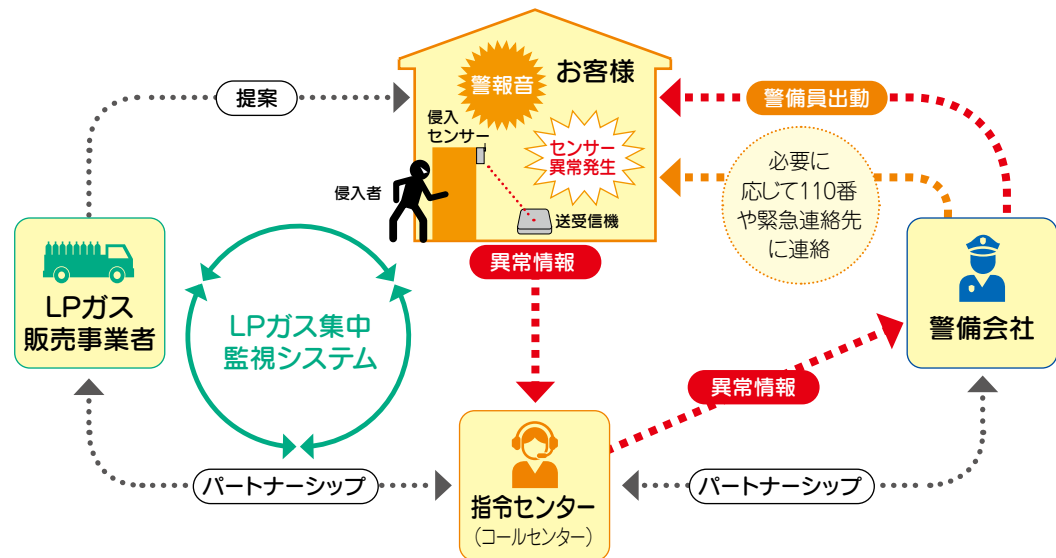 提案
警報音
お客様
侵入
センサー
センサー
異常発生
侵入者
送受信機
警備員出動
必要に
応じて110番
や緊急連絡先
に連絡
異常情報
LPガス
販売事業者
LPガス集中
監視システム
警備会社
異常情報
パートナーシップ
指令センター
（コールセンター）
パートナーシップ